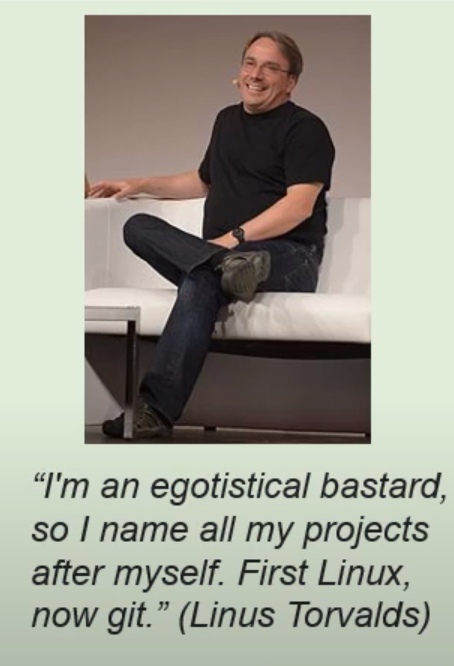 “I'm an egotistical bastard,
so I name all my projects
after myself. First Linux,
now git.” (Linus Torvalds)